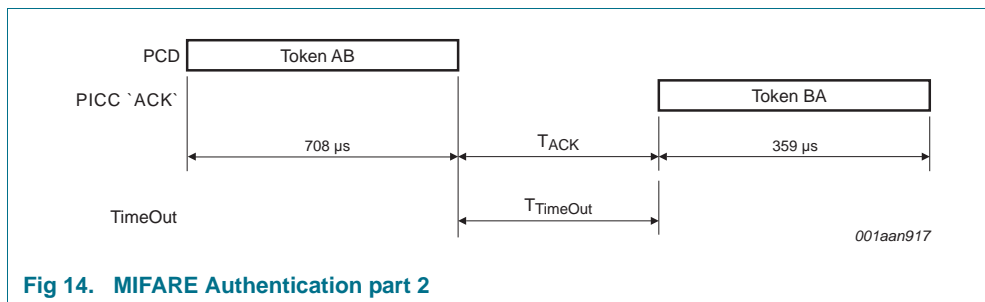 PCD Token AB
PICC `ACK` Token BA
708 µs TACK 359 µs
TimeOut TTimeOut
001aan917
Fig 14. MIFARE Authentication part 2